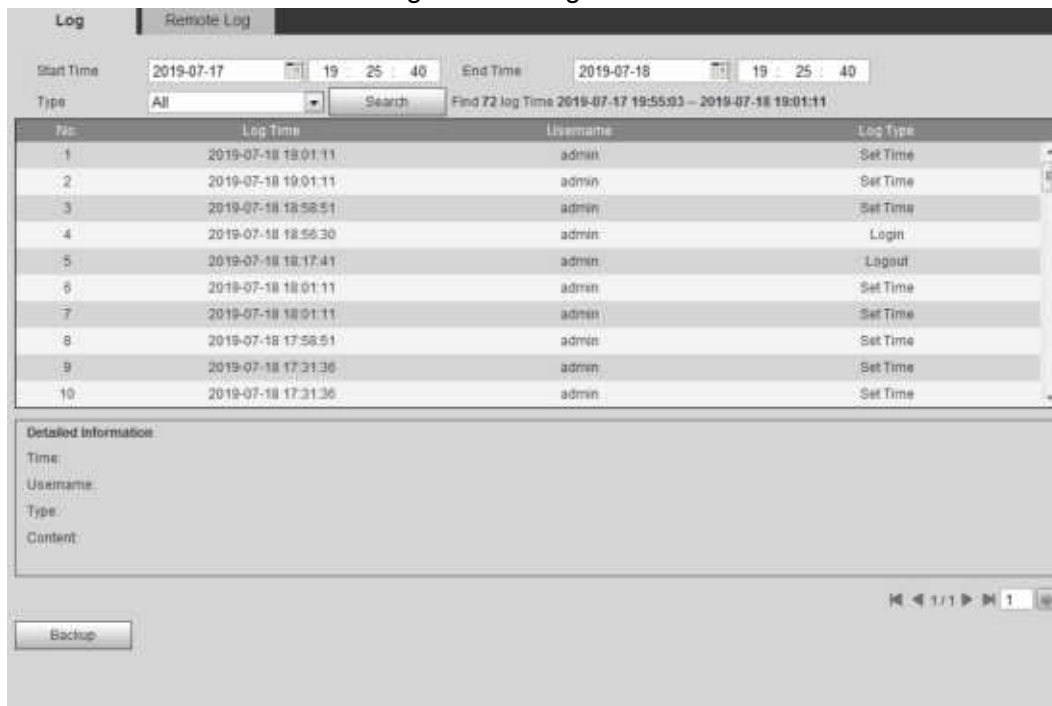 Log Remote Log
Start Time 2019-07-17 19 : 25 : 40 End Time 2019-07-18 19 : 25 : 40
Type All Search Find 72 log Time 2019-07-17 19:55:03 -- 2019-07-18 19:01:11
No. Log Time Username Log Type
1 2019-07-18 19:01:11 admin Set Time
2 2019-07-18 19:01:11 admin Set Time
3 2019-07-18 18:58:51 admin Set Time
4 2019-07-18 18:56:30 admin Login
5 2019-07-18 18:17:41 admin Logout
6 2019-07-18 18:01:11 admin Set Time
7 2019-07-18 18:01:11 admin Set Time
8 2019-07-18 17:58:51 admin Set Time
9 2019-07-18 17:31:36 admin Set Time
10 2019-07-18 17:31:36 admin Set Time
Detailed Information
Time:
Username:
Type:
Content:
1/1 1
Backup